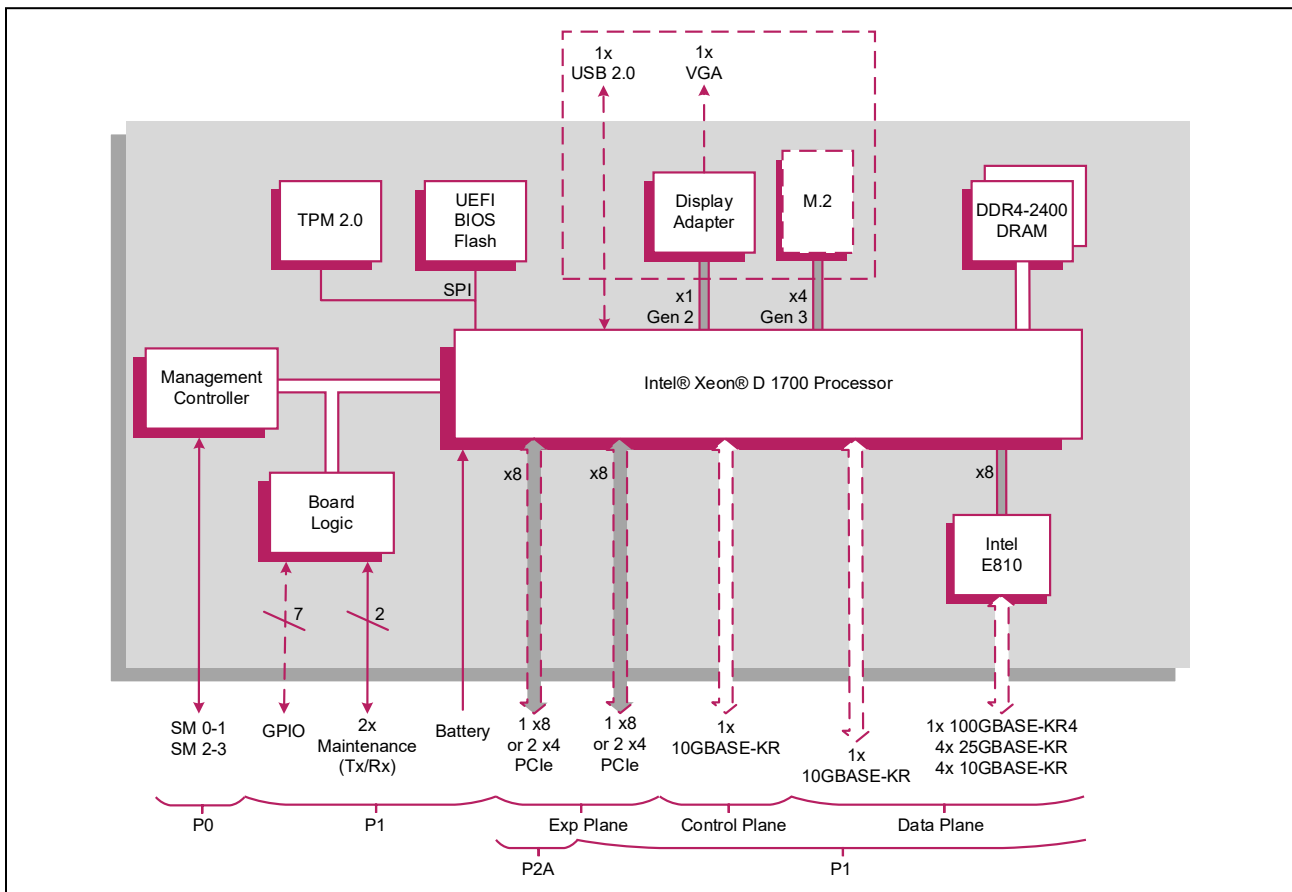 1x
USB 2.0
1x
VGA
TPM 2.0
UEFI
BIOS
Flash
Display
Adapter
M.2
DDR4-2400
DRAM
SPI
x1
Gen 2
x4
Gen 3
Management
Controller
Intel® Xeon® D 1700 Processor
x8
x8
x8
Board
Logic
Intel
E810
7
2
SM 0-1
SM 2-3
GPIO
2x
Maintenance
(Tx/Rx)
Battery
1 x8
or 2 x4
PCIe
1 x8
or 2 x4
PCIe
1x
10GBASE-KR
1x
10GBASE-KR
1x 100GBASE-KR4
4x 25GBASE-KR
4x 10GBASE-KR
P0
P1
Exp Plane
Control Plane
Data Plane
P2A
P1